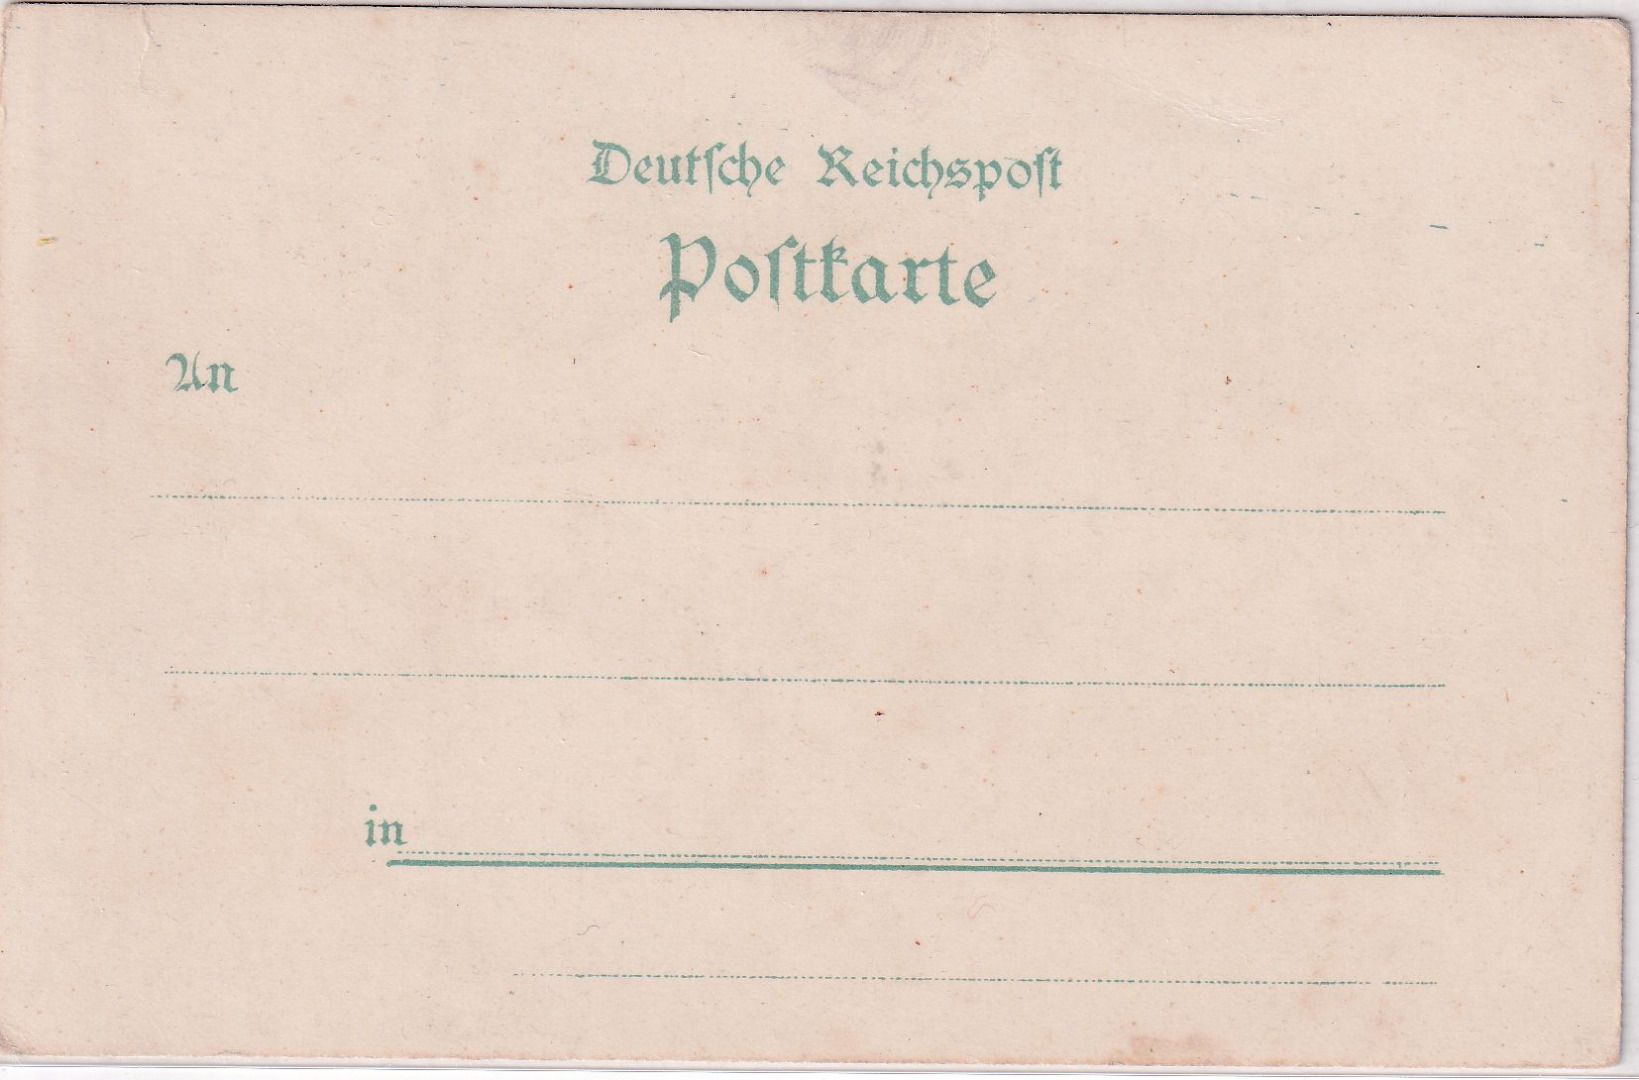 Deutſche Reichspoſt
Poſtkarte
An
in